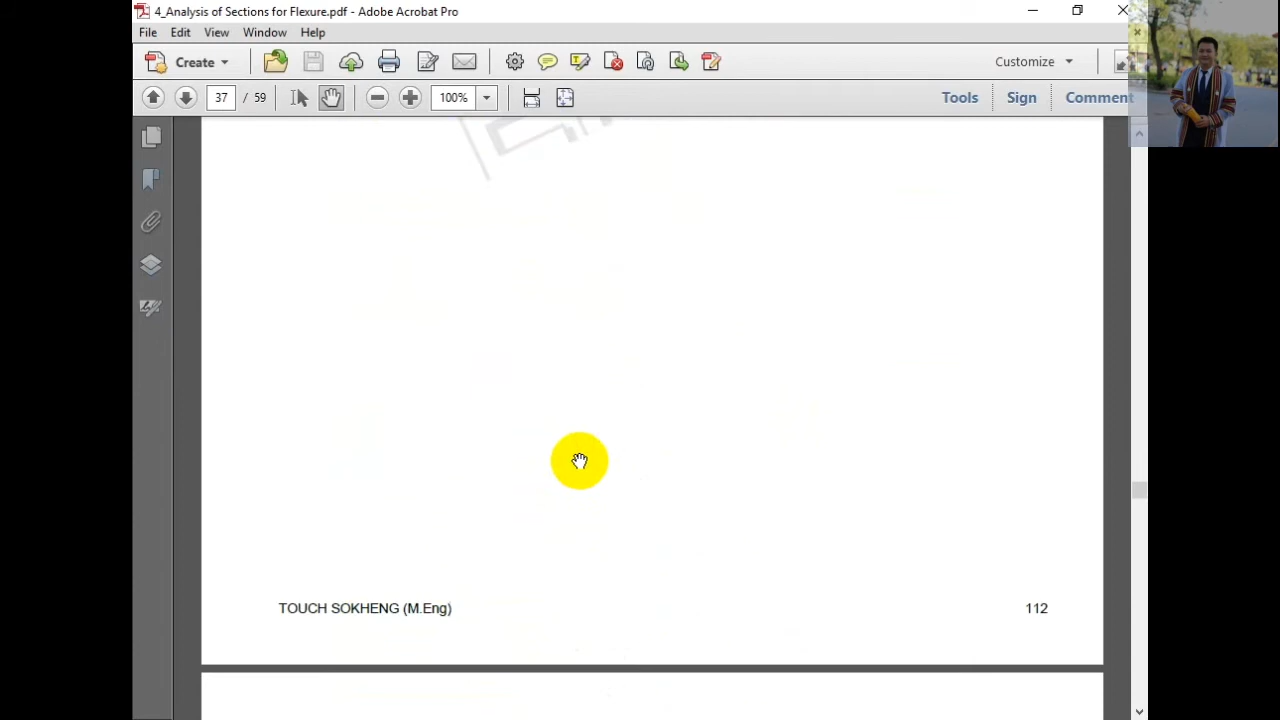 4_Analysis of Sections for Flexure.pdf - Adobe Acrobat Pro
File Edit View Window Help
Create Customize
37 / 59 100% Tools Sign Comment
TOUCH SOKHENG (M.Eng) 112